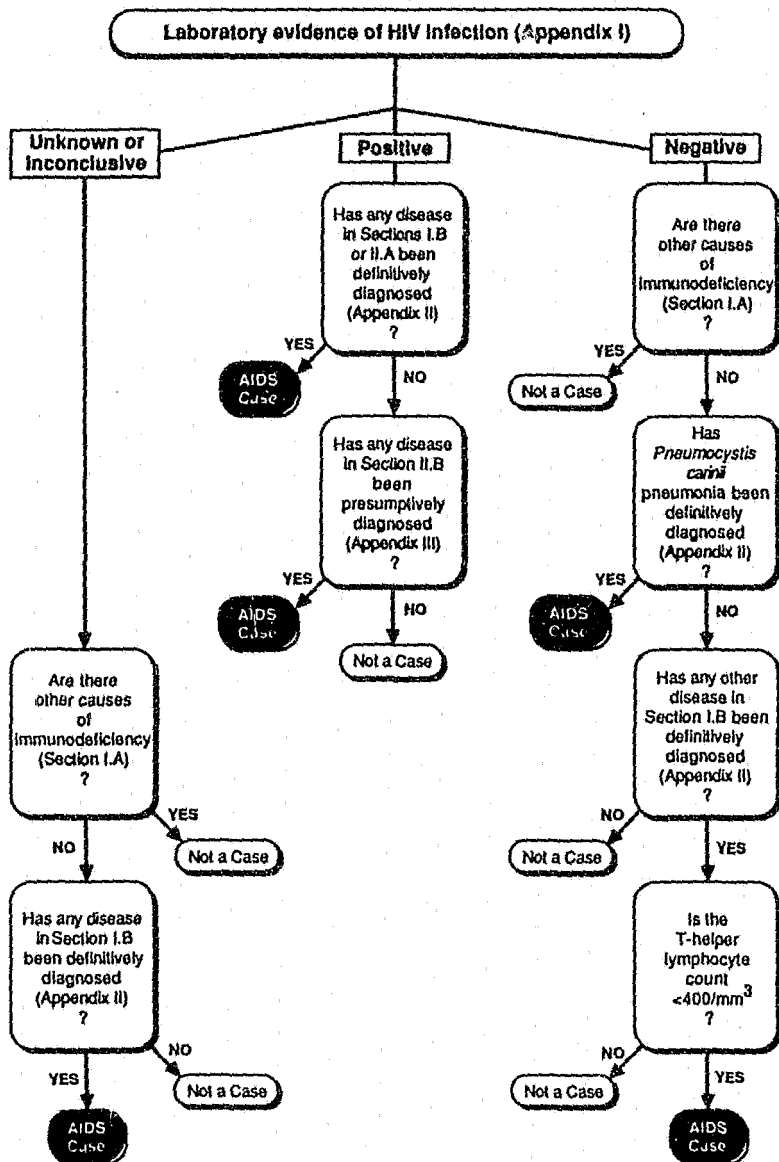 Laboratory evidence of HIV Infection (Appendix I)
Unknown or
Inconclusive
Are there
other causes
of
Immunodeficiency
(Section I.A)
?
YES
Not a Case
NO
Has any disease
in Section I.B
been definitively
diagnosed
(Appendix II)
?
NO
Not a Case
YES
AIDS
Case
Positive
Has any disease
in Sections I.B
or II.A been
definitively
diagnosed
(Appendix II)
?
YES
AIDS
Case
NO
Has any disease
in Section II.B
been
presumptively
diagnosed
(Appendix III)
?
YES
AIDS
Case
NO
Not a Case
Negative
Are there
other causes
of
Immunodeficiency
(Section I.A)
?
YES
Not a Case
NO
Has
Pneumocystis
carinii
pneumonia been
definitively
diagnosed
(Appendix II)
?
YES
AIDS
Case
NO
Has any other
disease in
Section I.B been
definitively
diagnosed
(Appendix II)
?
NO
Not a Case
YES
Is the
T-helper
lymphocyte
count
<400/mm³
?
NO
Not a Case
YES
AIDS
Case